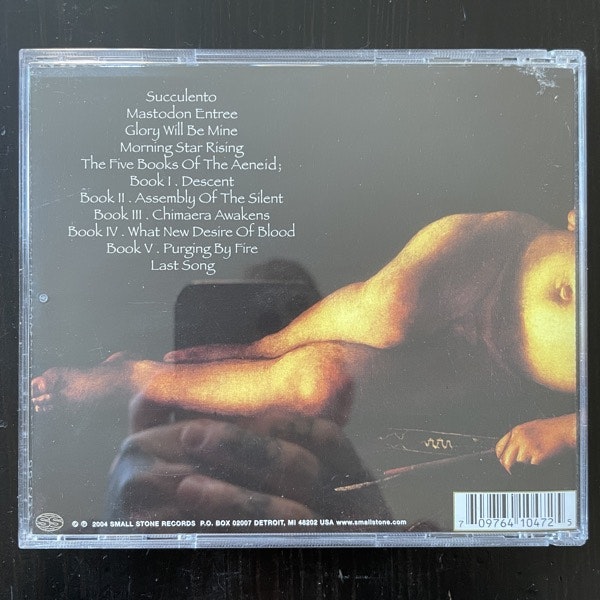 Succulento
Mastodon Entree
Glory Will Be Mine
Morning Star Rising
The Five Books Of The Aeneid;
Book I . Descent
Book II . Assembly Of The Silent
Book III . Chimaera Awakens
Book IV . What New Desire Of Blood
Book V . Purging By Fire
Last Song
SS
© ℗ 2004 SMALL STONE RECORDS P.O. BOX 02007 DETROIT, MI 48202 USA www.smallstone.com
7 09764 10472 5